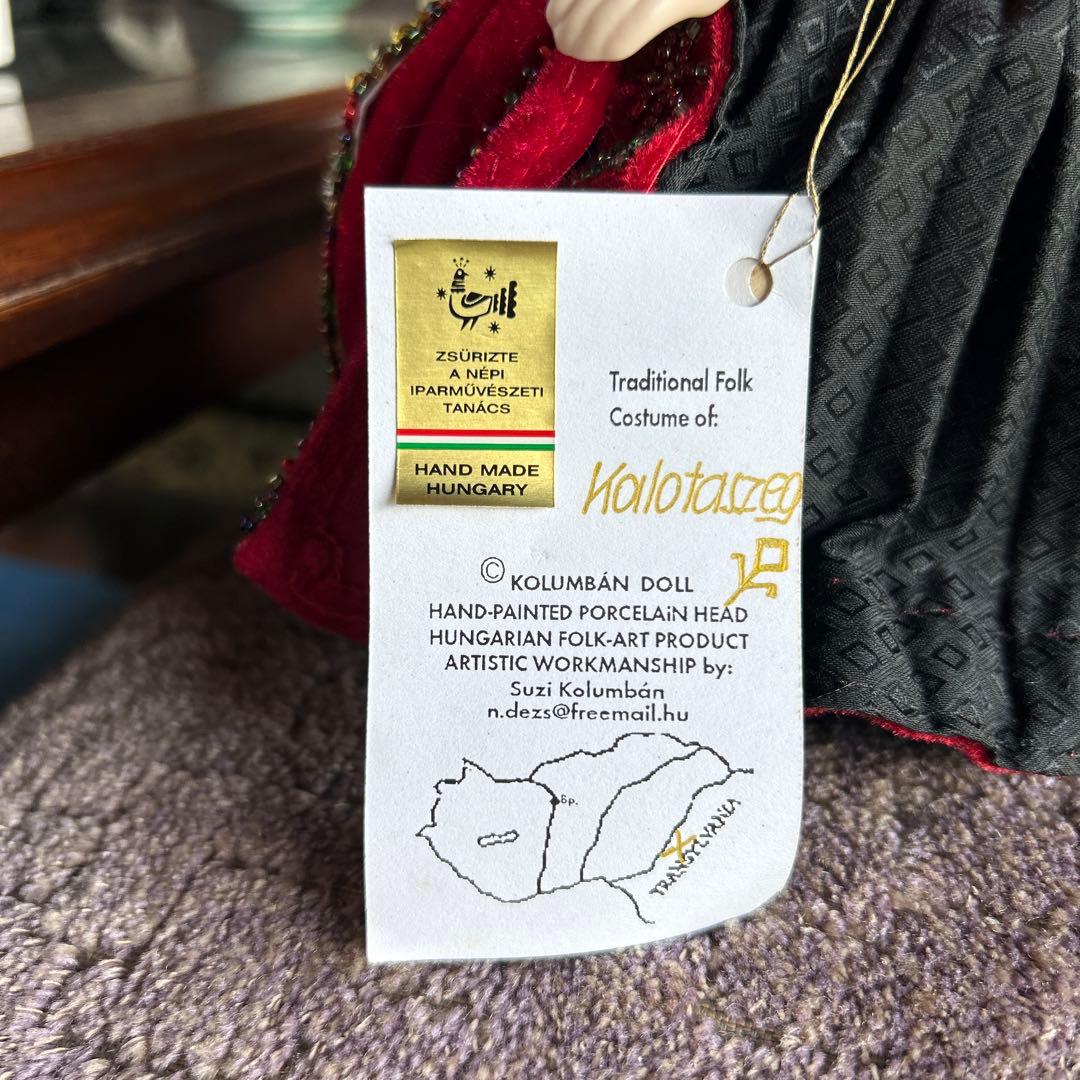 ZSŰRIZTE
A NÉPI
IPARMŰVÉSZETI
TANÁCS
HAND MADE
HUNGARY
Traditional Folk
Costume of:
Kalotaszeg
© KOLUMBÁN DOLL
HAND-PAINTED PORCELAiN HEAD
HUNGARIAN FOLK-ART PRODUCT
ARTISTIC WORKMANSHIP by:
Suzi Kolumbán
n.dezs@freemail.hu
Bp.
TRANSYLVANIA